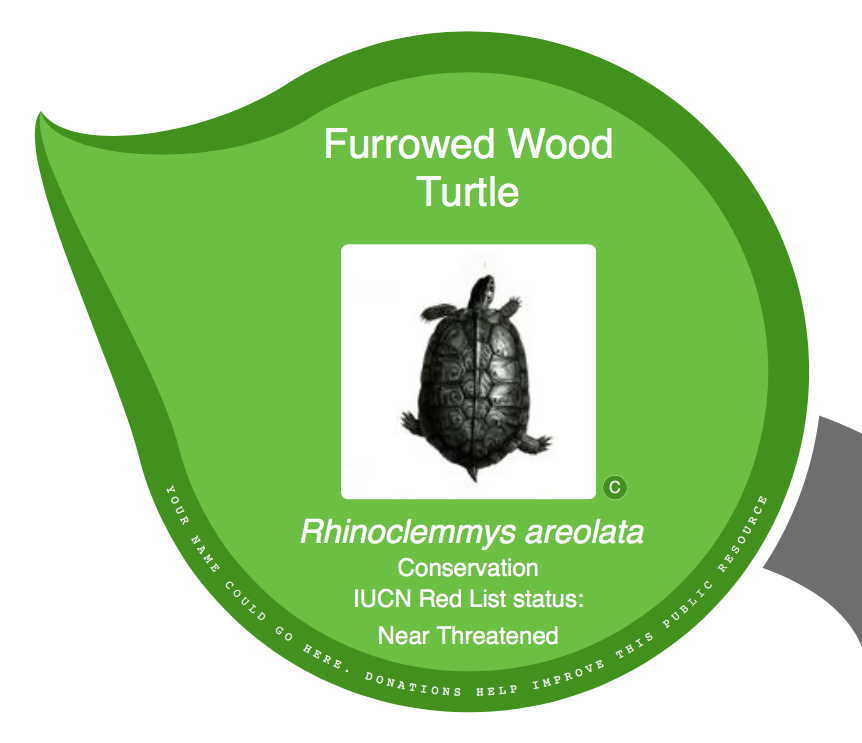 Furrowed Wood
Turtle
C
Rhinoclemmys areolata
Conservation
IUCN Red List status:
Near Threatened
YOUR NAME COULD GO HERE. DONATIONS HELP IMPROVE THIS PUBLIC RESOURCE